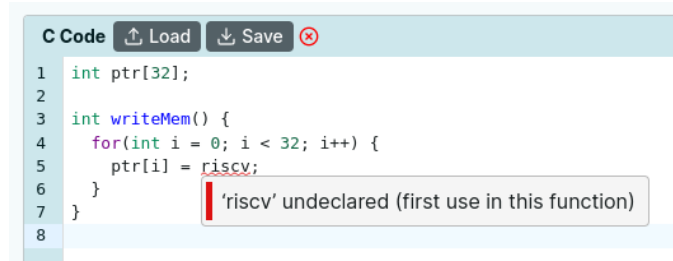 C Code Load Save
1 int ptr[32];
2
3 int writeMem() {
4 for(int i = 0; i < 32; i++) {
5 ptr[i] = riscv;
6 }
‘riscv’ undeclared (first use in this function)
7 }
8